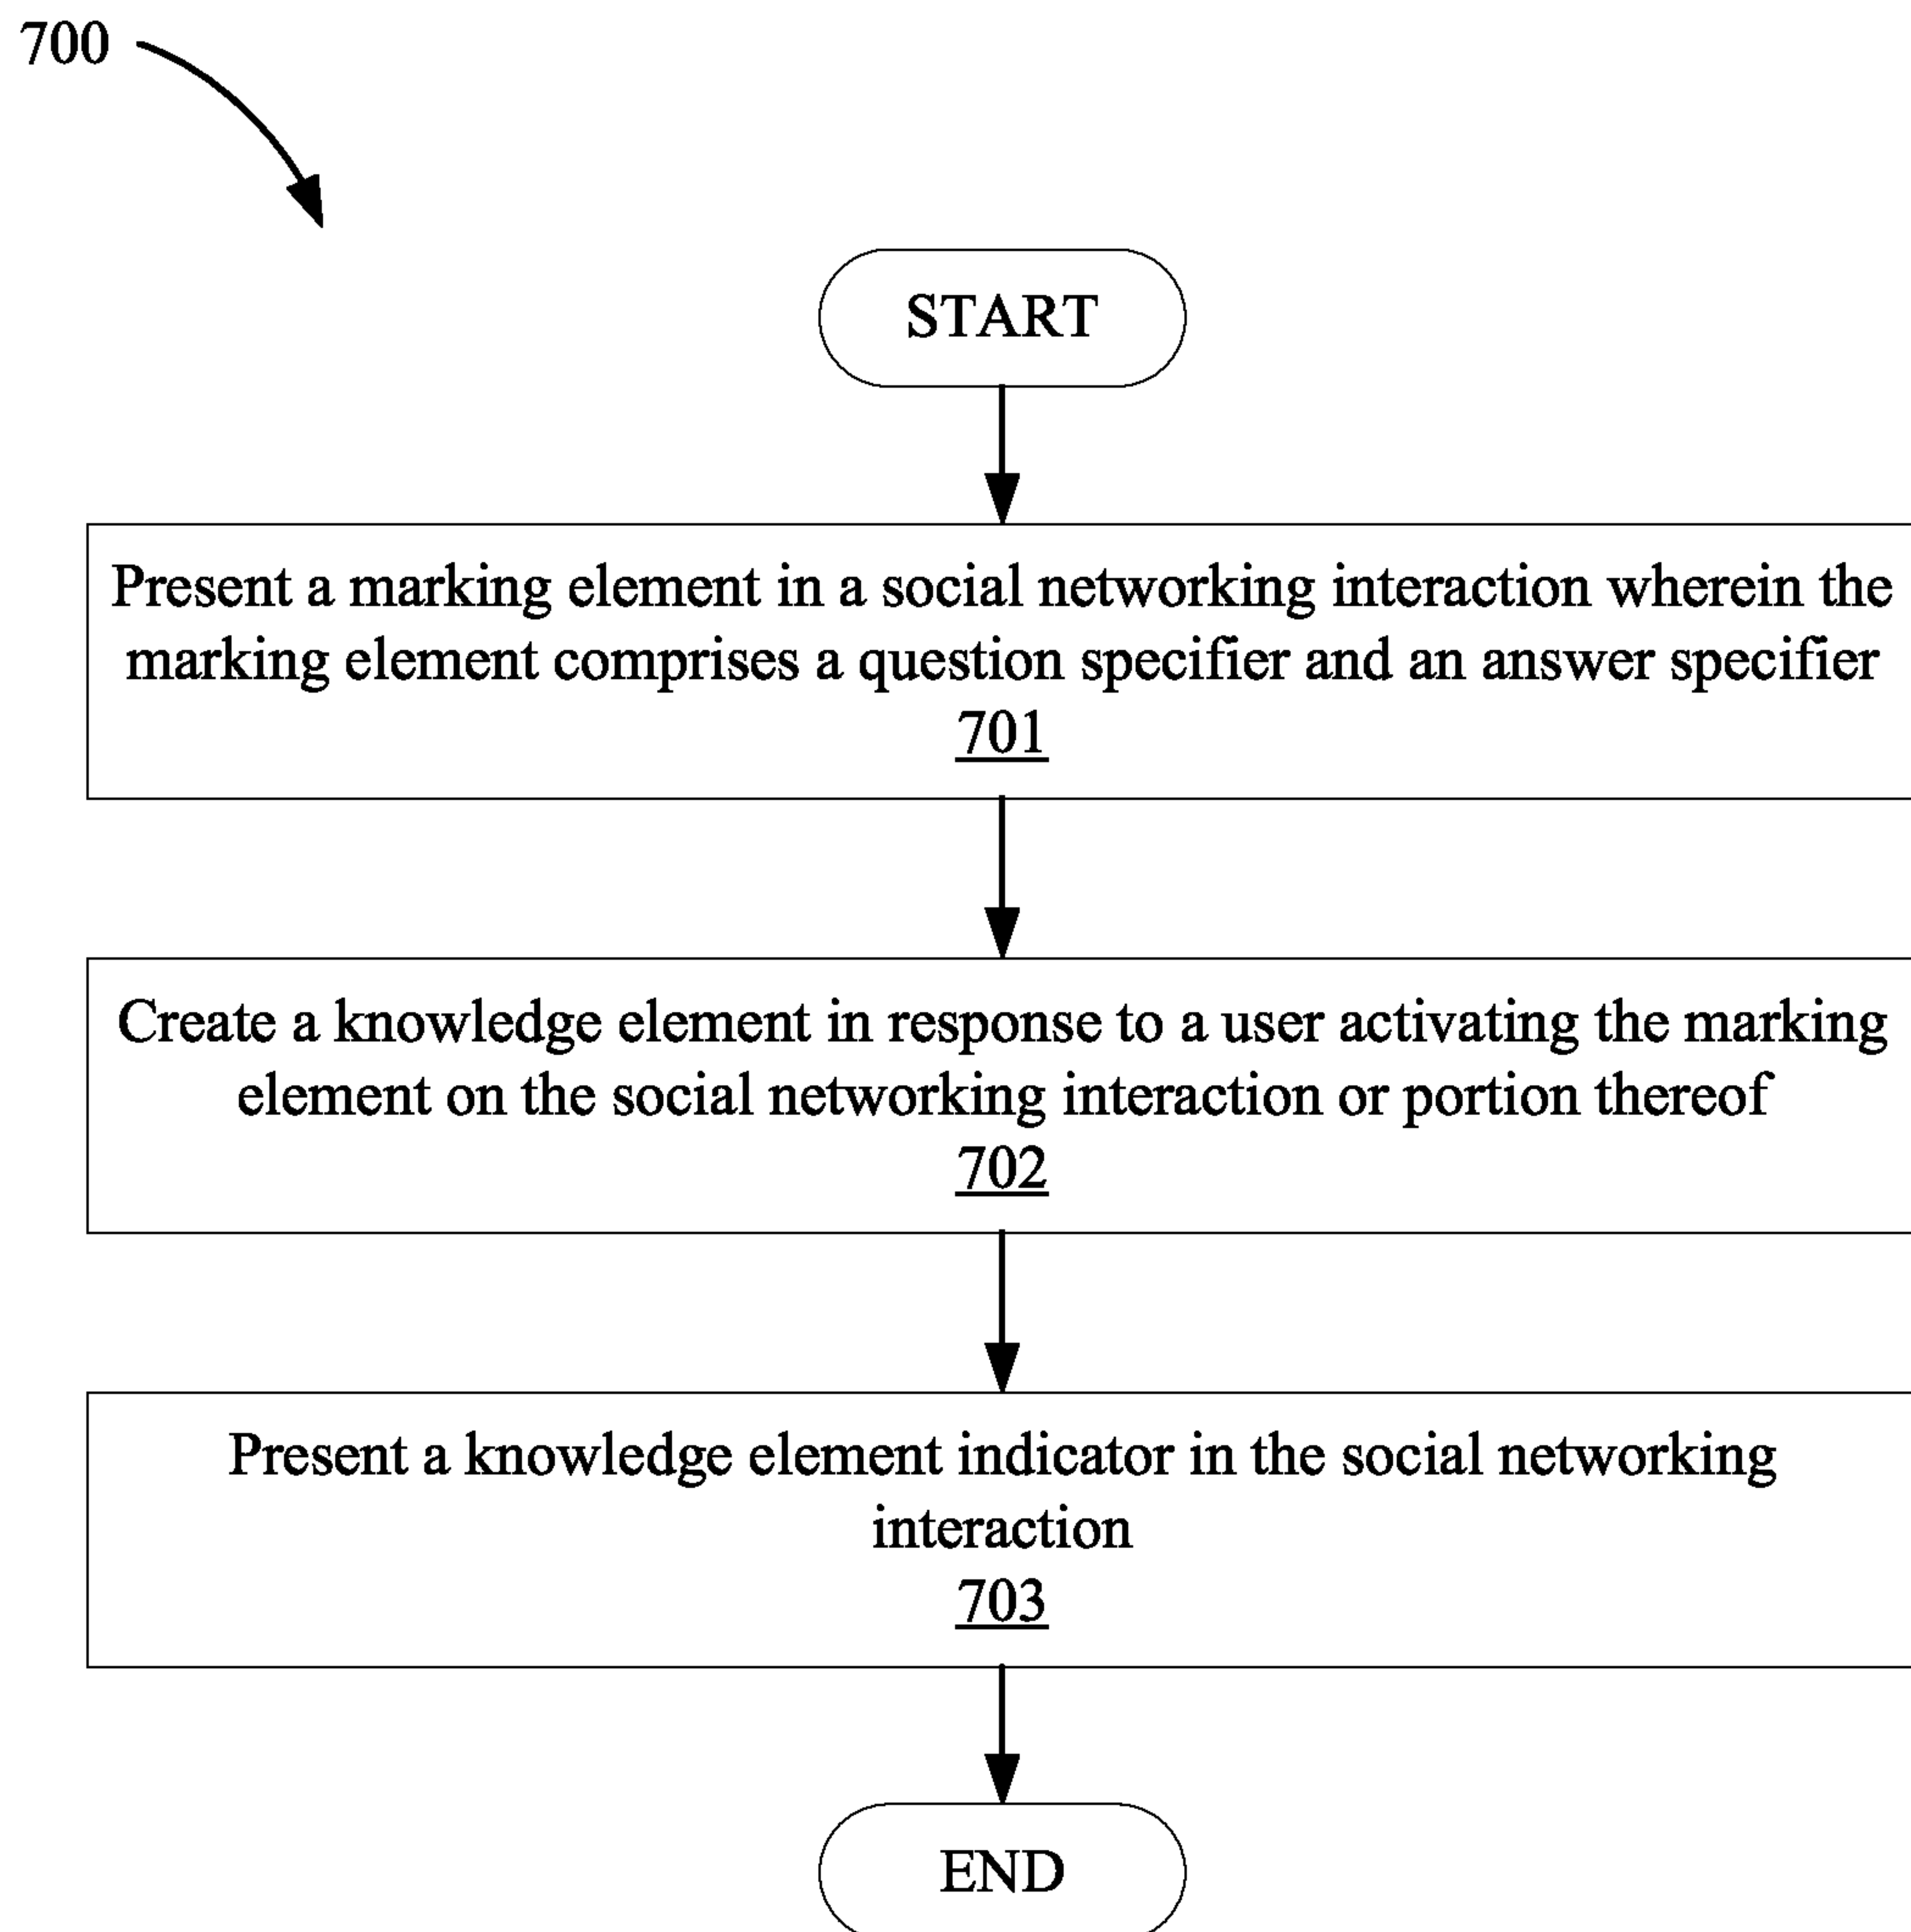 700
START
Present a marking element in a social networking interaction wherein the
marking element comprises a question specifier and an answer specifier
701
Create a knowledge element in response to a user activating the marking
element on the social networking interaction or portion thereof
702
Present a knowledge element indicator in the social networking
interaction
703
END